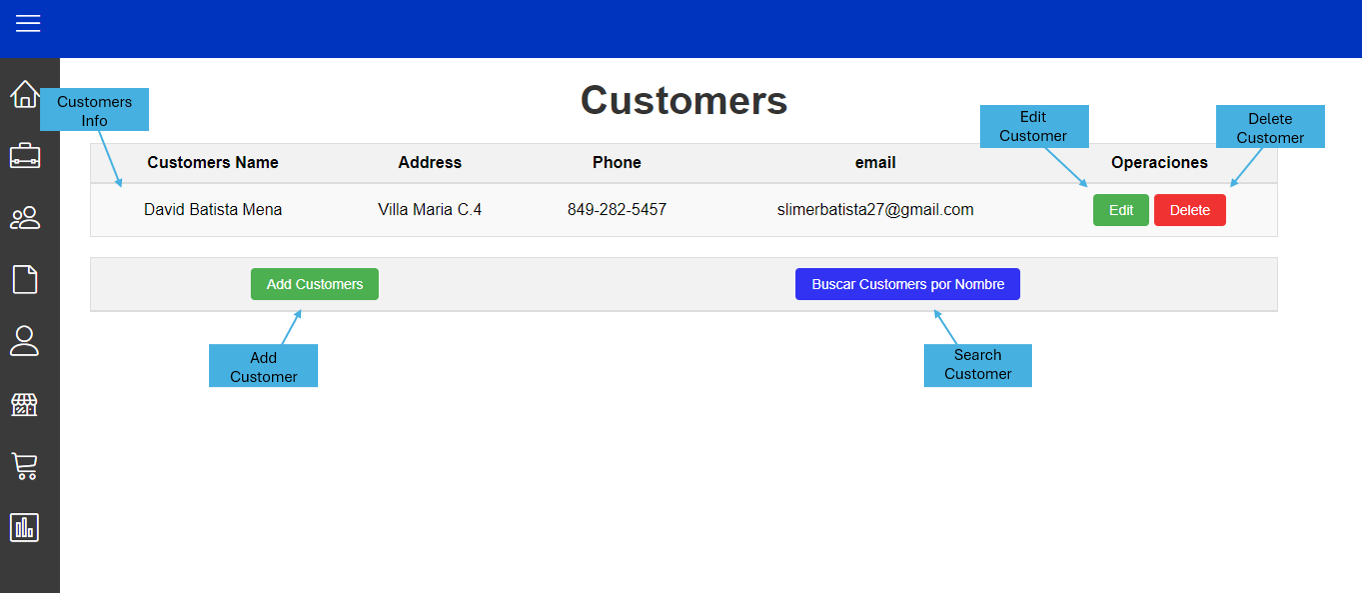 Customers
Customers
Info
Edit
Customer
Delete
Customer
Customers Name Address Phone email Operaciones
David Batista Mena Villa Maria C.4 849-282-5457 slimerbatista27@gmail.com Edit Delete
Add Customers Buscar Customers por Nombre
Add
Customer
Search
Customer